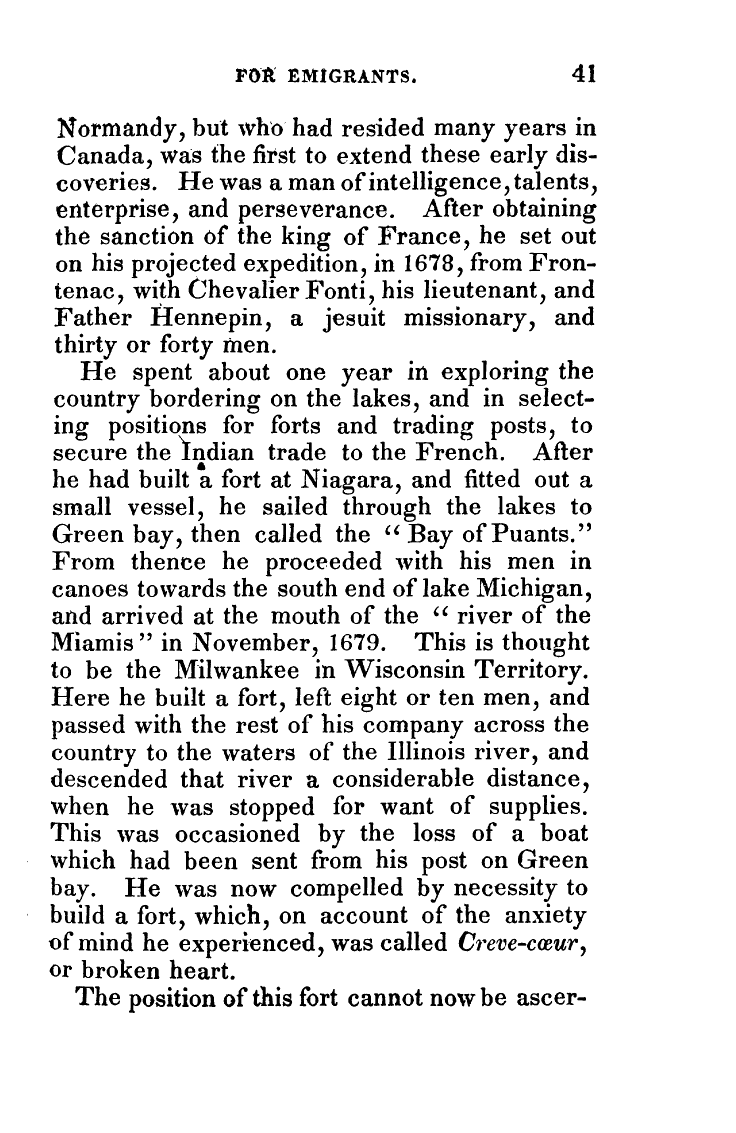 FOR EMIGRANTS. 41
Normandy, but who had resided many years in
Canada, was the first to extend these early dis-
coveries. He was a man of intelligence, talents,
enterprise, and perseverance. After obtaining
the sanction of the king of France, he set out
on his projected expedition, in 1678, from Fron-
tenac, with Chevalier Fonti, his lieutenant, and
Father Hennepin, a jesuit missionary, and
thirty or forty men.
He spent about one year in exploring the
country bordering on the lakes, and in select-
ing positions for forts and trading posts, to
secure the Indian trade to the French. After
he had built a fort at Niagara, and fitted out a
small vessel, he sailed through the lakes to
Green bay, then called the “ Bay of Puants.”
From thence he proceeded with his men in
canoes towards the south end of lake Michigan,
and arrived at the mouth of the “ river of the
Miamis ” in November, 1679. This is thought
to be the Milwankee in Wisconsin Territory.
Here he built a fort, left eight or ten men, and
passed with the rest of his company across the
country to the waters of the Illinois river, and
descended that river a considerable distance,
when he was stopped for want of supplies.
This was occasioned by the loss of a boat
which had been sent from his post on Green
bay. He was now compelled by necessity to
build a fort, which, on account of the anxiety
of mind he experienced, was called Creve-cœur,
or broken heart.
The position of this fort cannot now be ascer-